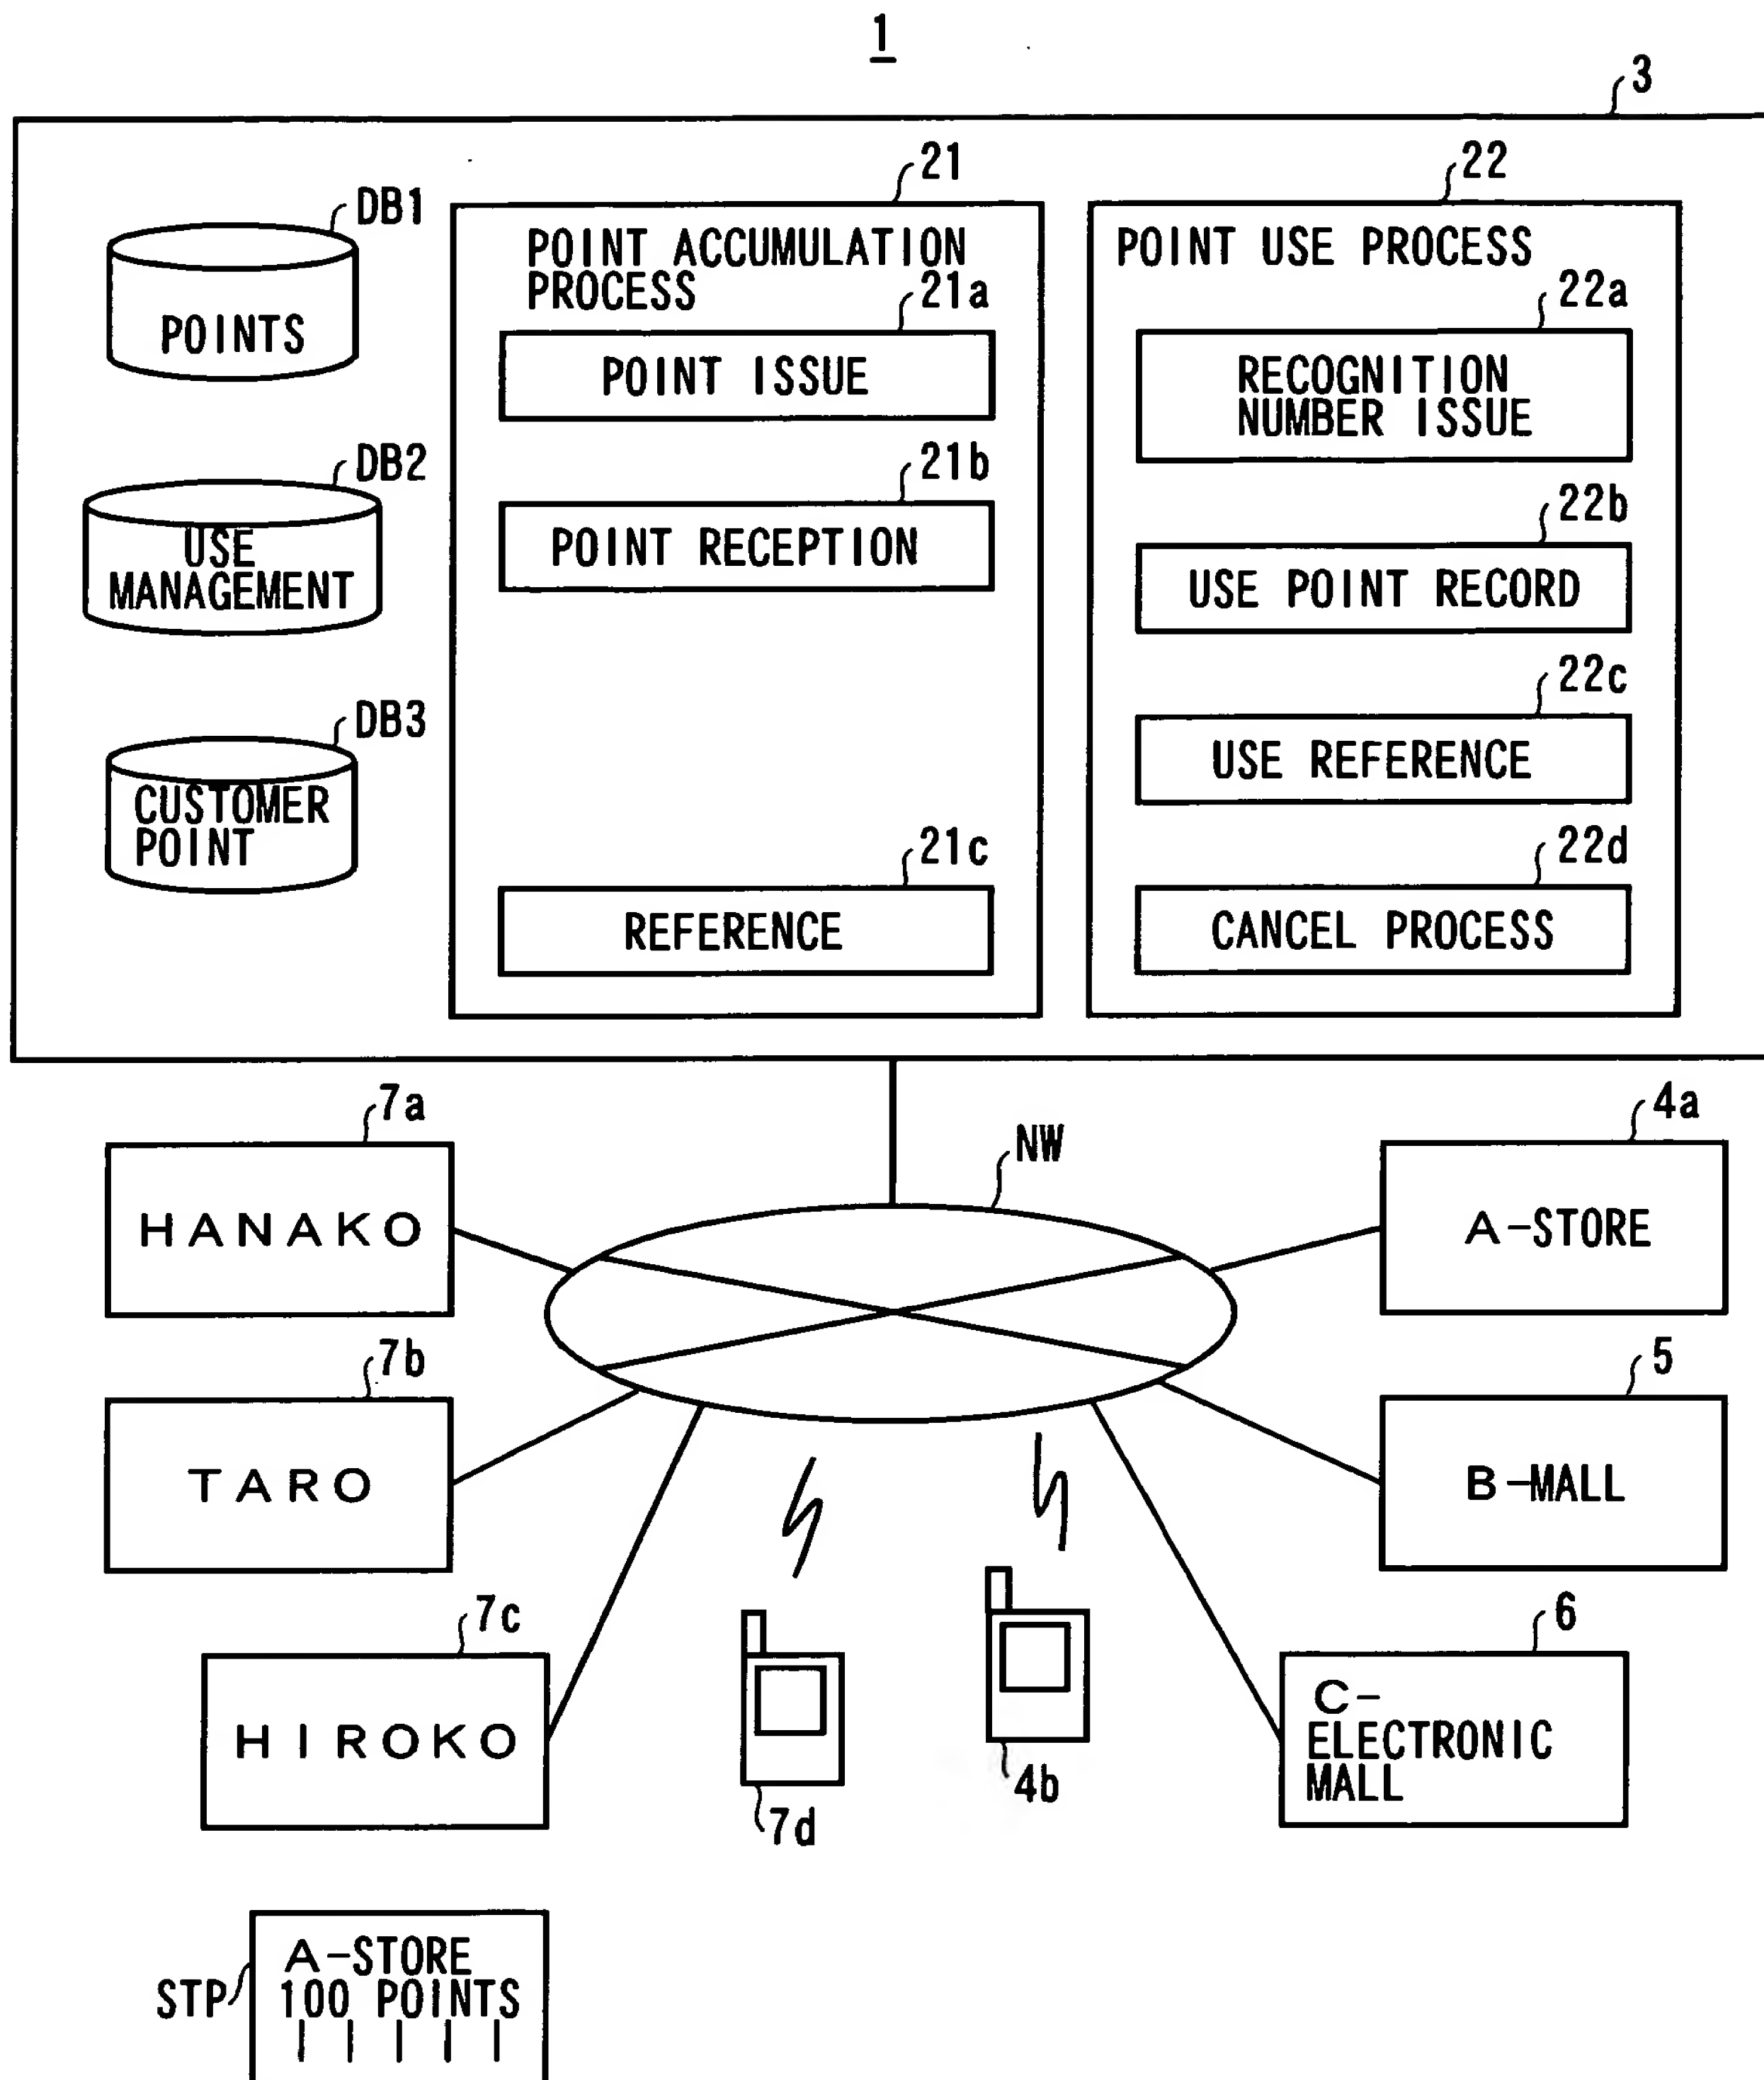 1
3
DB1
POINTS
DB2
USE
MANAGEMENT
DB3
CUSTOMER
POINT
21
POINT ACCUMULATION
PROCESS
21a
POINT ISSUE
21b
POINT RECEPTION
21c
REFERENCE
22
POINT USE PROCESS
22a
RECOGNITION
NUMBER ISSUE
22b
USE POINT RECORD
22c
USE REFERENCE
22d
CANCEL PROCESS
7a
HANAKO
7b
TARO
7c
HIROKO
NW
4a
A-STORE
5
B-MALL
6
C-
ELECTRONIC
MALL
7d
4b
STP
A-STORE
100 POINTS